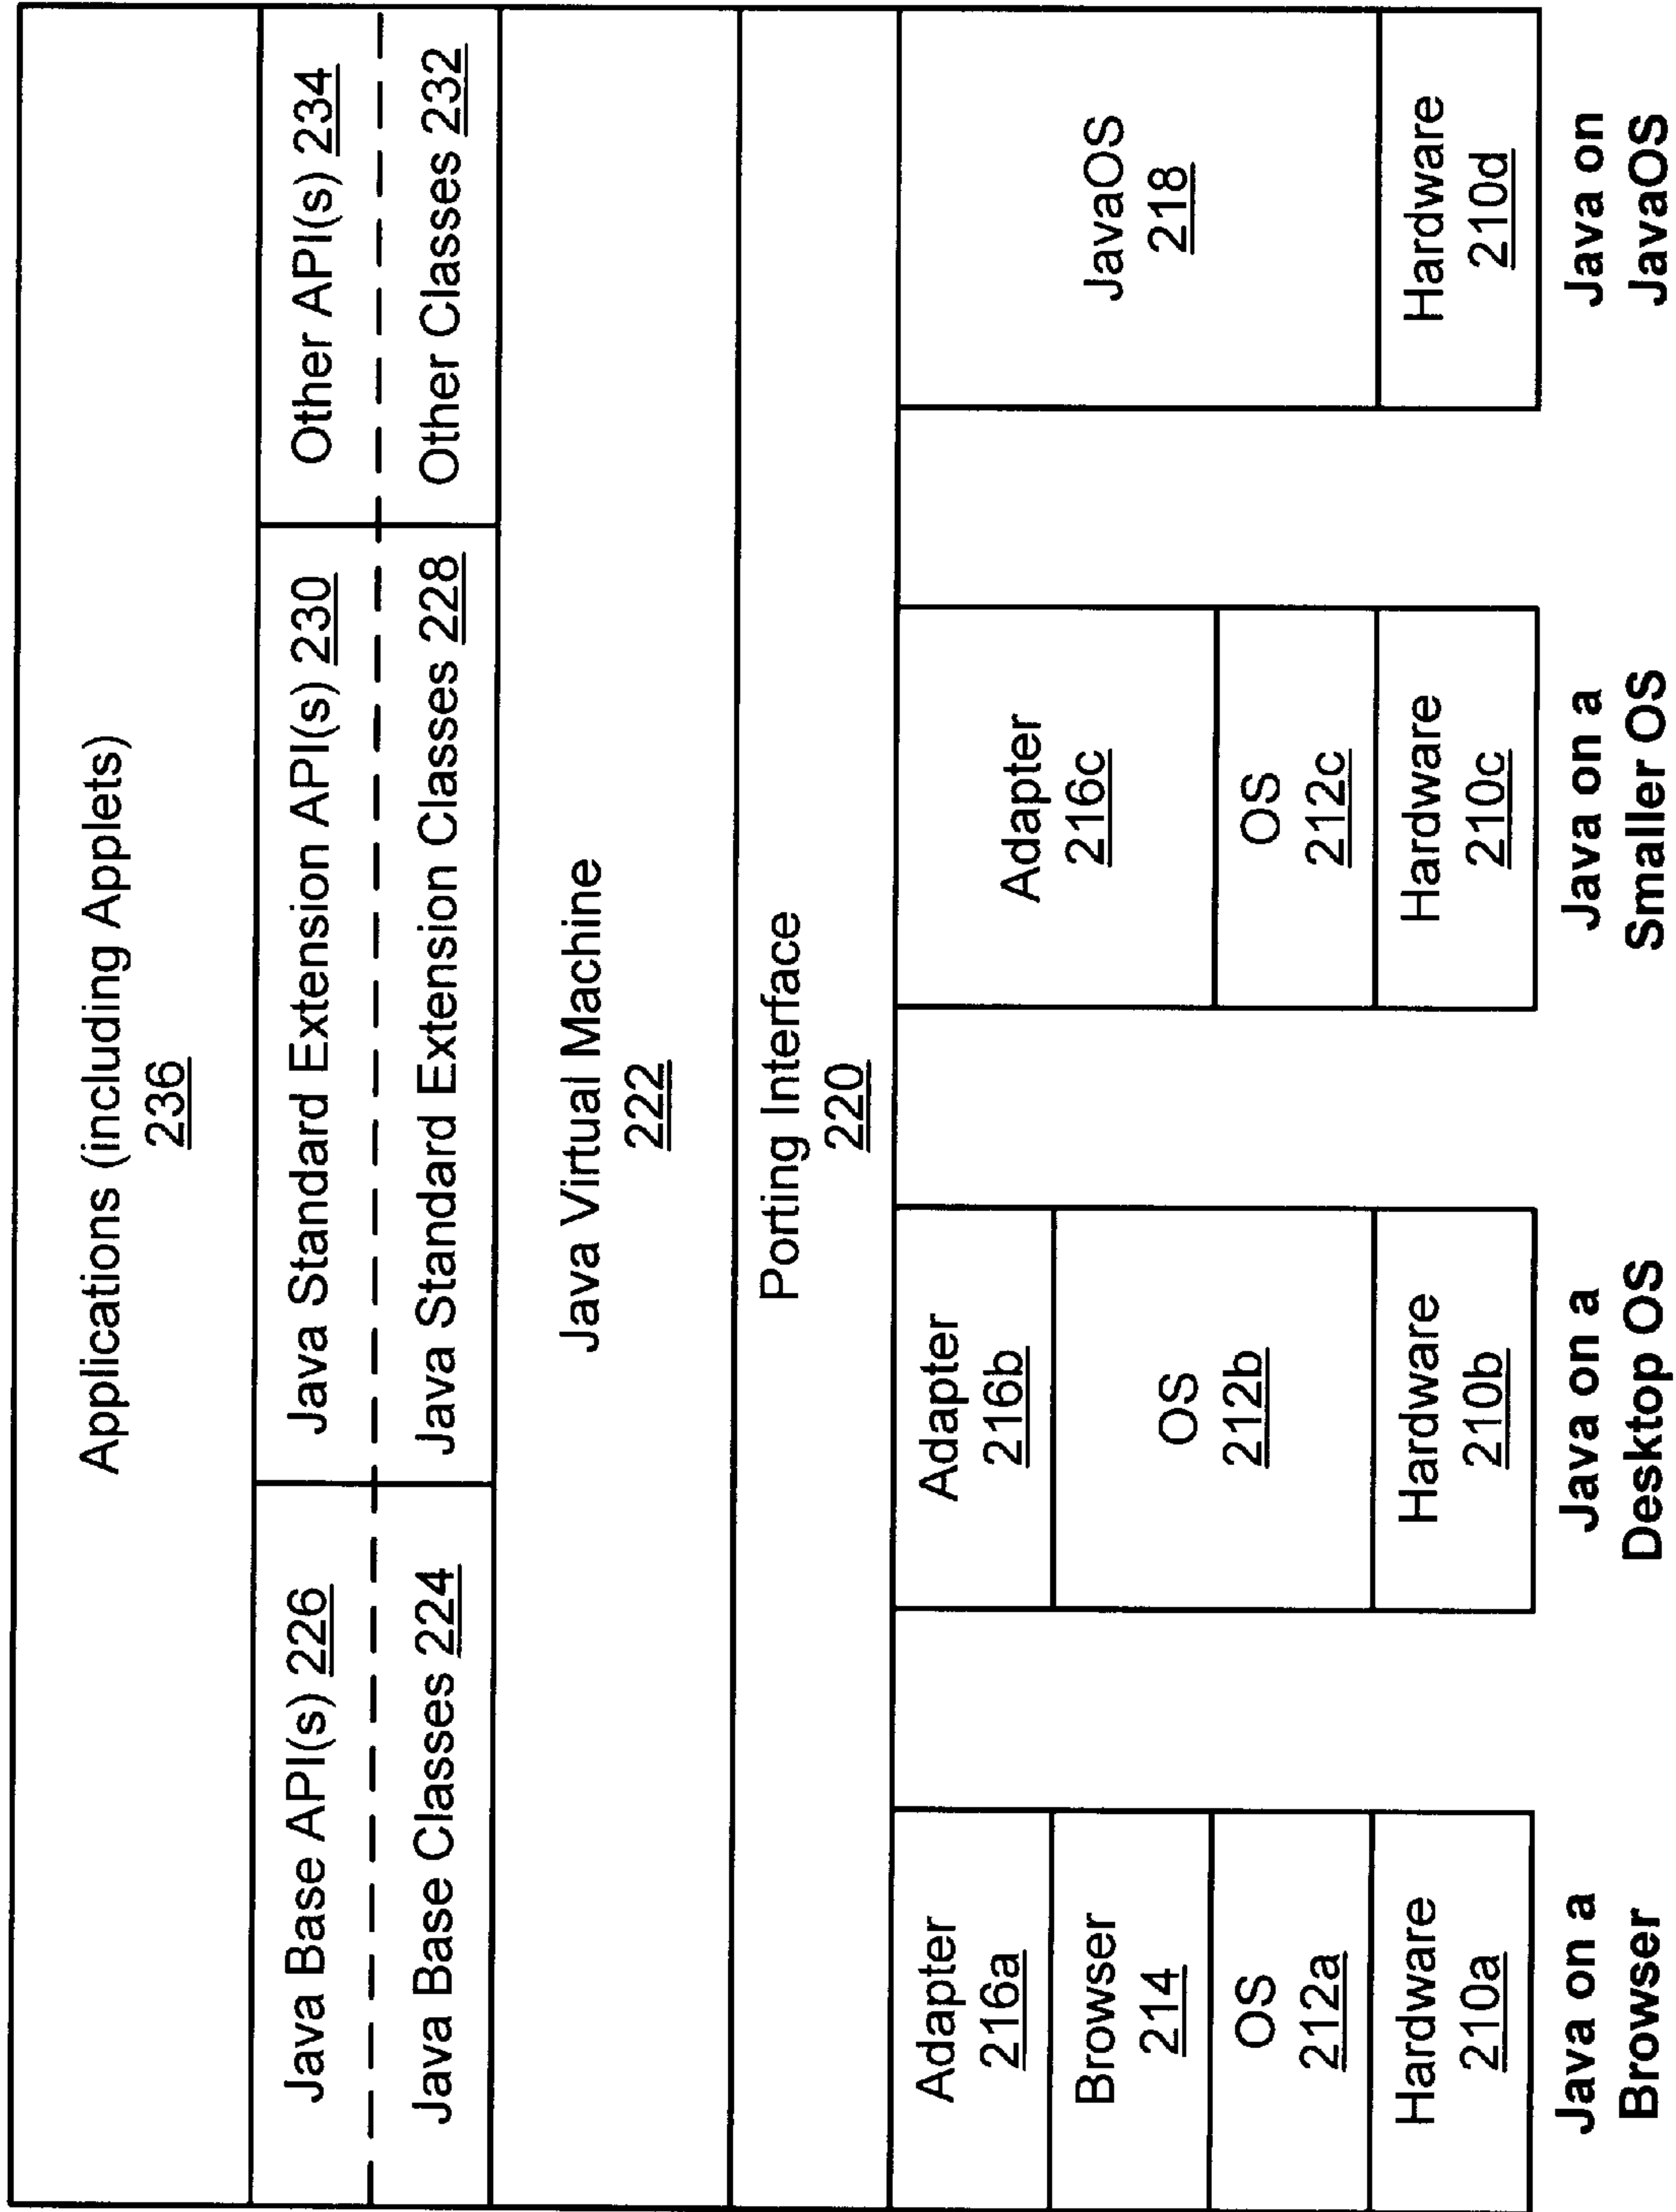 Applications (including Applets)
236
Java Base API(s) 226
Java Standard Extension API(s) 230
Other API(s) 234
Java Base Classes 224
Java Standard Extension Classes 228
Other Classes 232
Java Virtual Machine
222
Porting Interface
220
Adapter
216a
Browser
214
OS
212a
Hardware
210a
Java on a
Browser
Adapter
216b
OS
212b
Hardware
210b
Java on a
Desktop OS
Adapter
216c
OS
212c
Hardware
210c
Java on a
Smaller OS
JavaOS
218
Hardware
210d
Java on
JavaOS